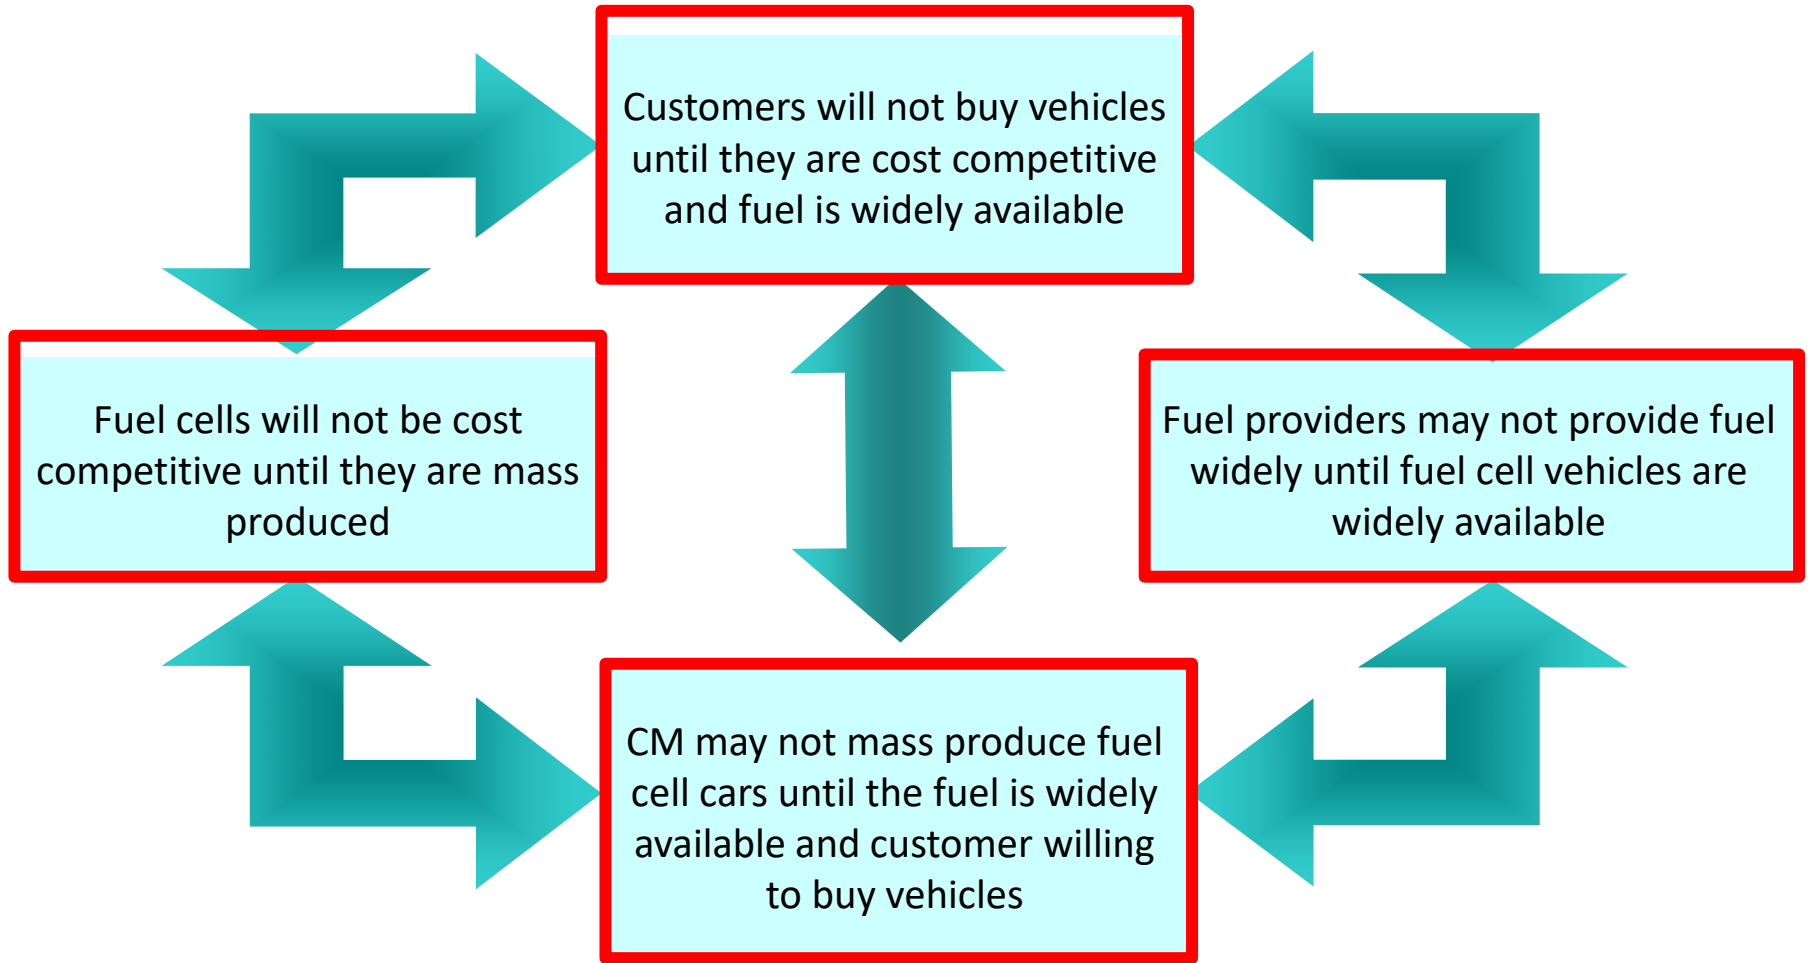 Customers will not buy vehicles
until they are cost competitive
and fuel is widely available
Fuel cells will not be cost
competitive until they are mass
produced
Fuel providers may not provide fuel
widely until fuel cell vehicles are
widely available
CM may not mass produce fuel
cell cars until the fuel is widely
available and customer willing
to buy vehicles